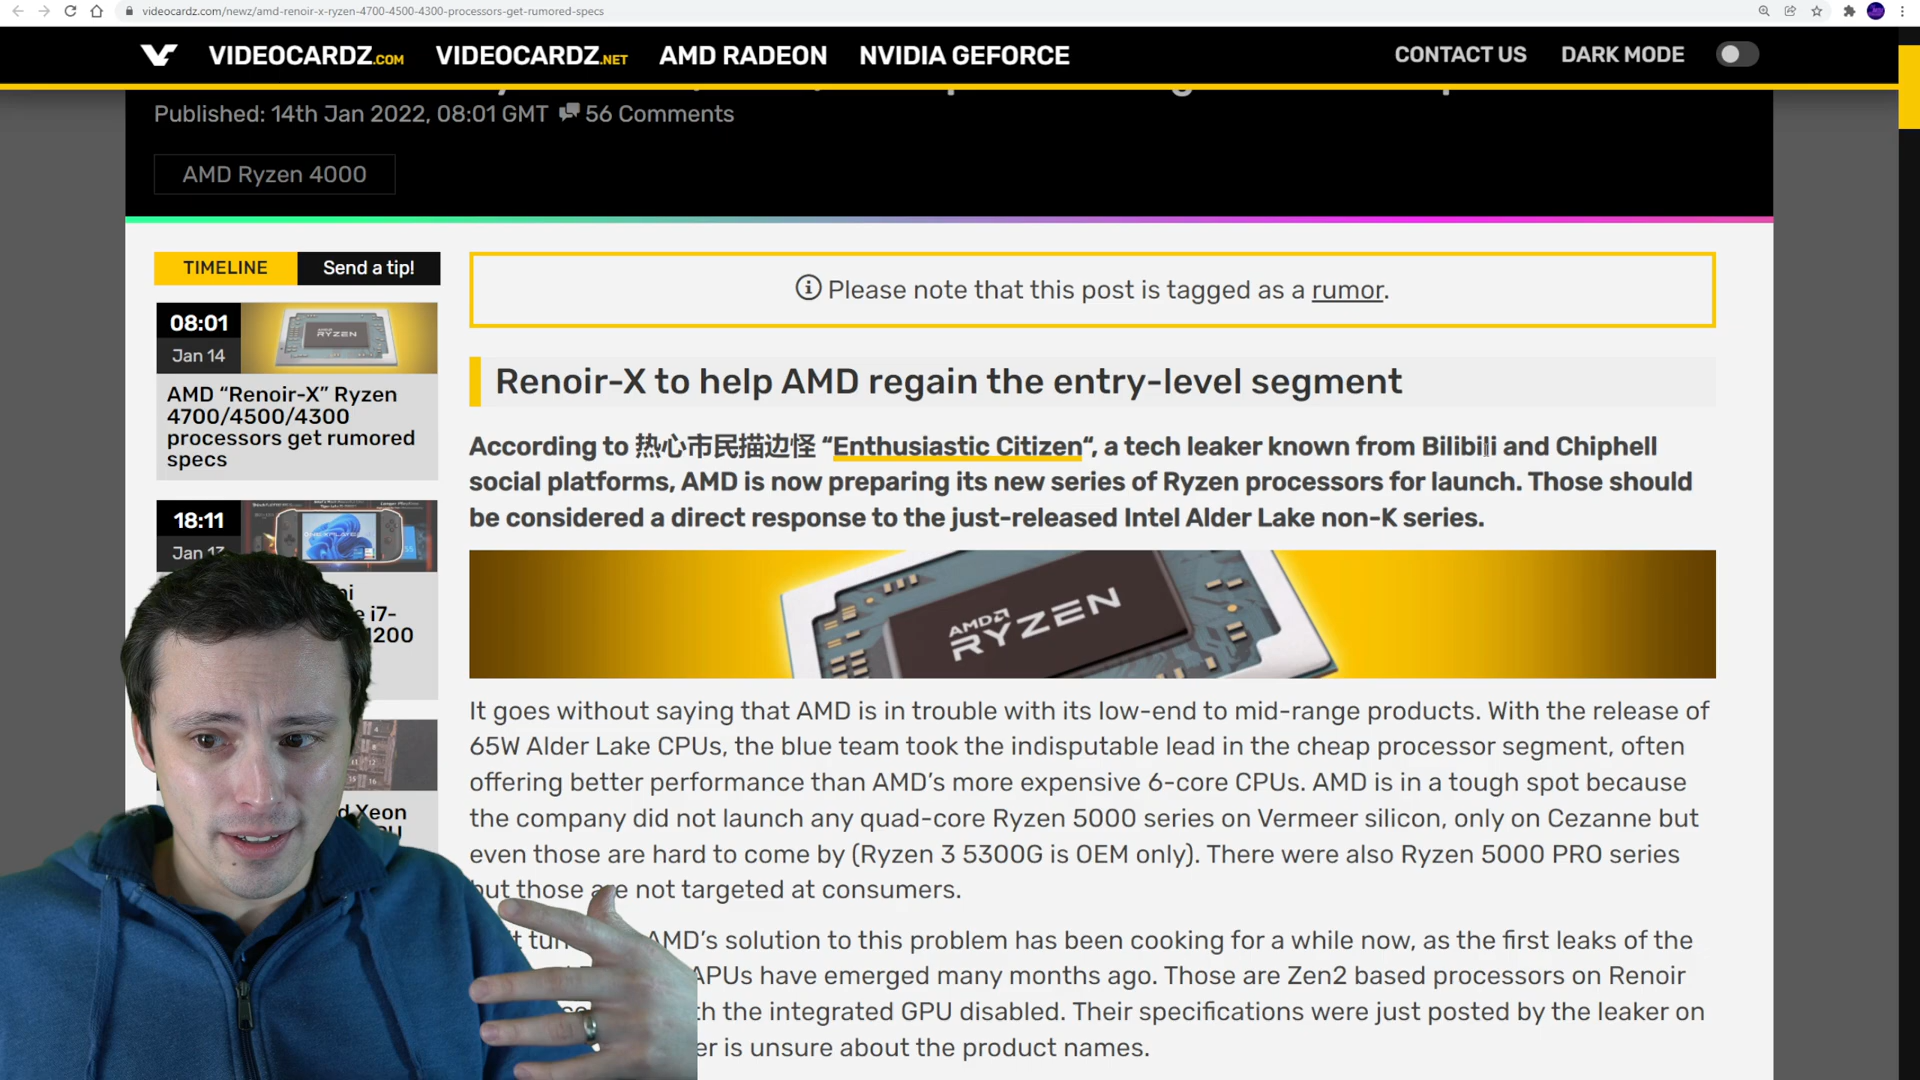 videocardz.com/newz/amd-renoir-x-ryzen-4700-4500-4300-processors-get-rumored-specs
VIDEOCARDZ.COM VIDEOCARDZ.NET AMD RADEON NVIDIA GEFORCE CONTACT US DARK MODE
Published: 14th Jan 2022, 08:01 GMT 56 Comments
AMD Ryzen 4000
TIMELINE Send a tip!
Please note that this post is tagged as a rumor.
08:01
Jan 14
AMD RYZEN
AMD “Renoir-X” Ryzen
4700/4500/4300
processors get rumored
specs
18:11
Jan 13
i7-
1200
Xeon
Renoir-X to help AMD regain the entry-level segment
According to 热心市民描边怪 “Enthusiastic Citizen“, a tech leaker known from Bilibili and Chiphell
social platforms, AMD is now preparing its new series of Ryzen processors for launch. Those should
be considered a direct response to the just-released Intel Alder Lake non-K series.
AMD
RYZEN
It goes without saying that AMD is in trouble with its low-end to mid-range products. With the release of
65W Alder Lake CPUs, the blue team took the indisputable lead in the cheap processor segment, often
offering better performance than AMD’s more expensive 6-core CPUs. AMD is in a tough spot because
the company did not launch any quad-core Ryzen 5000 series on Vermeer silicon, only on Cezanne but
even those are hard to come by (Ryzen 3 5300G is OEM only). There were also Ryzen 5000 PRO series
but those are not targeted at consumers.
AMD’s solution to this problem has been cooking for a while now, as the first leaks of the
APUs have emerged many months ago. Those are Zen2 based processors on Renoir
the integrated GPU disabled. Their specifications were just posted by the leaker on
is unsure about the product names.